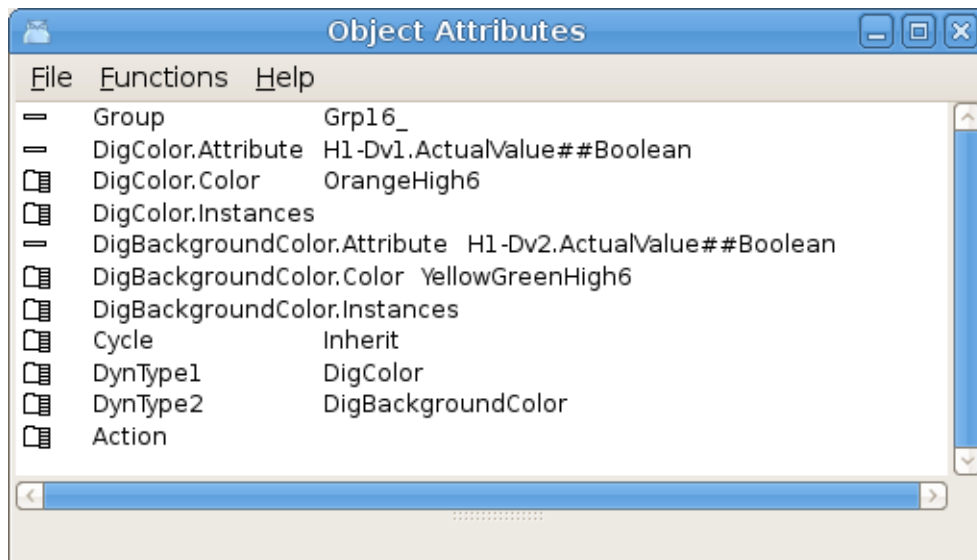 Object Attributes
File Functions Help
Group Grp16_
DigColor.Attribute H1-Dv1.ActualValue##Boolean
DigColor.Color OrangeHigh6
DigColor.Instances
DigBackgroundColor.Attribute H1-Dv2.ActualValue##Boolean
DigBackgroundColor.Color YellowGreenHigh6
DigBackgroundColor.Instances
Cycle Inherit
DynType1 DigColor
DynType2 DigBackgroundColor
Action